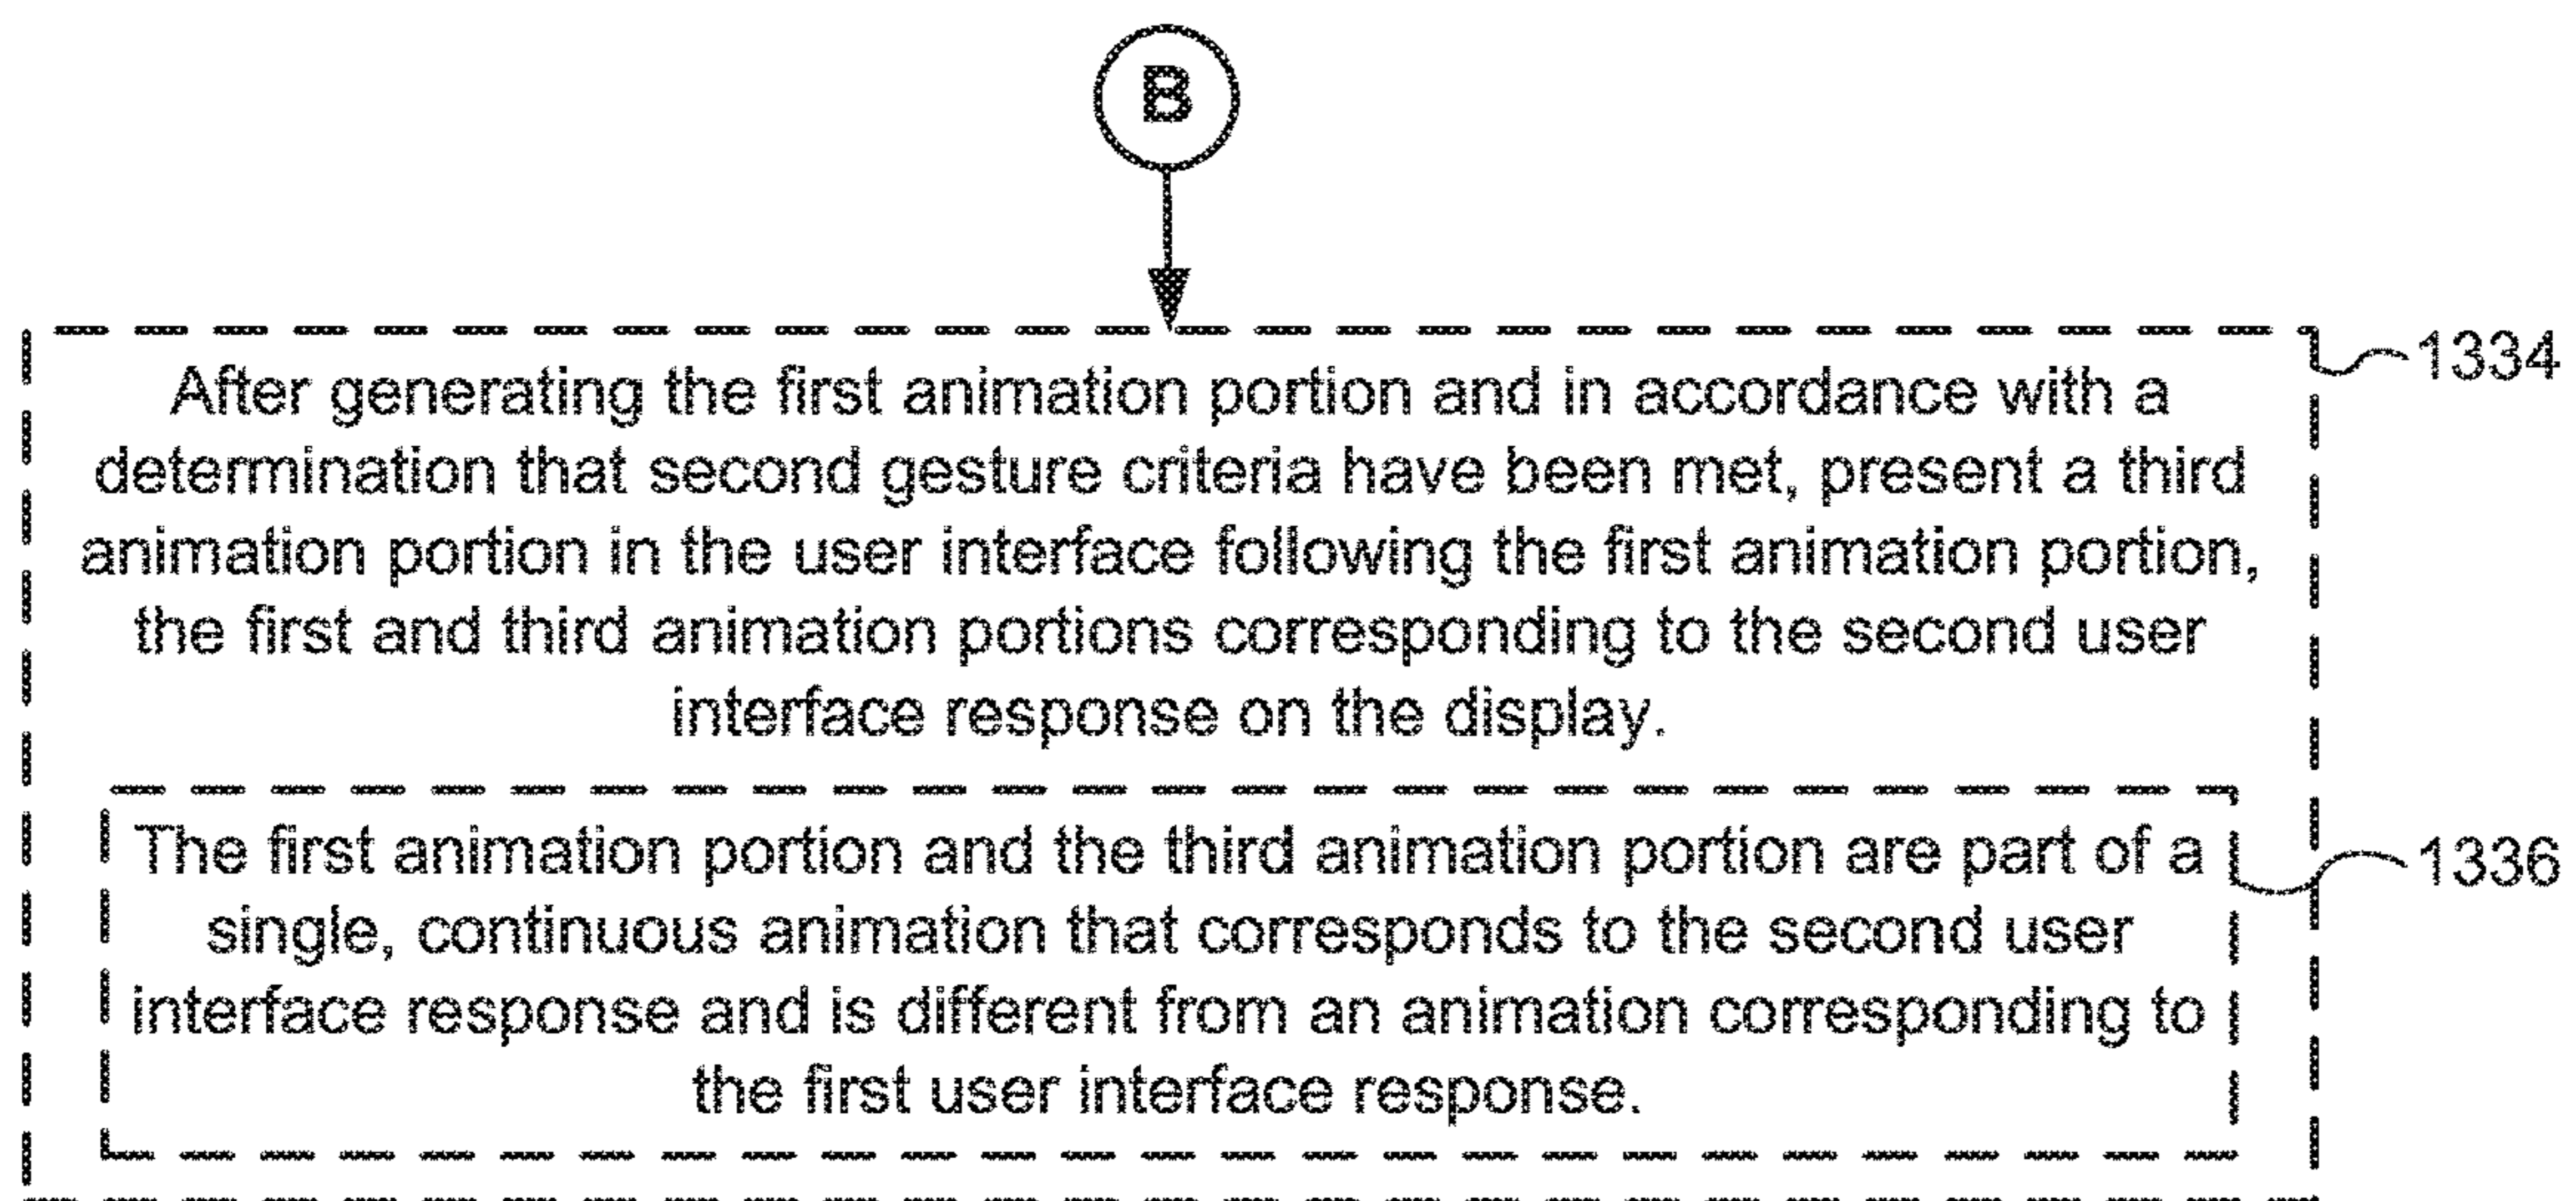 B
1334
After generating the first animation portion and in accordance with a
determination that second gesture criteria have been met, present a third
animation portion in the user interface following the first animation portion,
the first and third animation portions corresponding to the second user
interface response on the display.
The first animation portion and the third animation portion are part of a
1336
single, continuous animation that corresponds to the second user
interface response and is different from an animation corresponding to
the first user interface response.